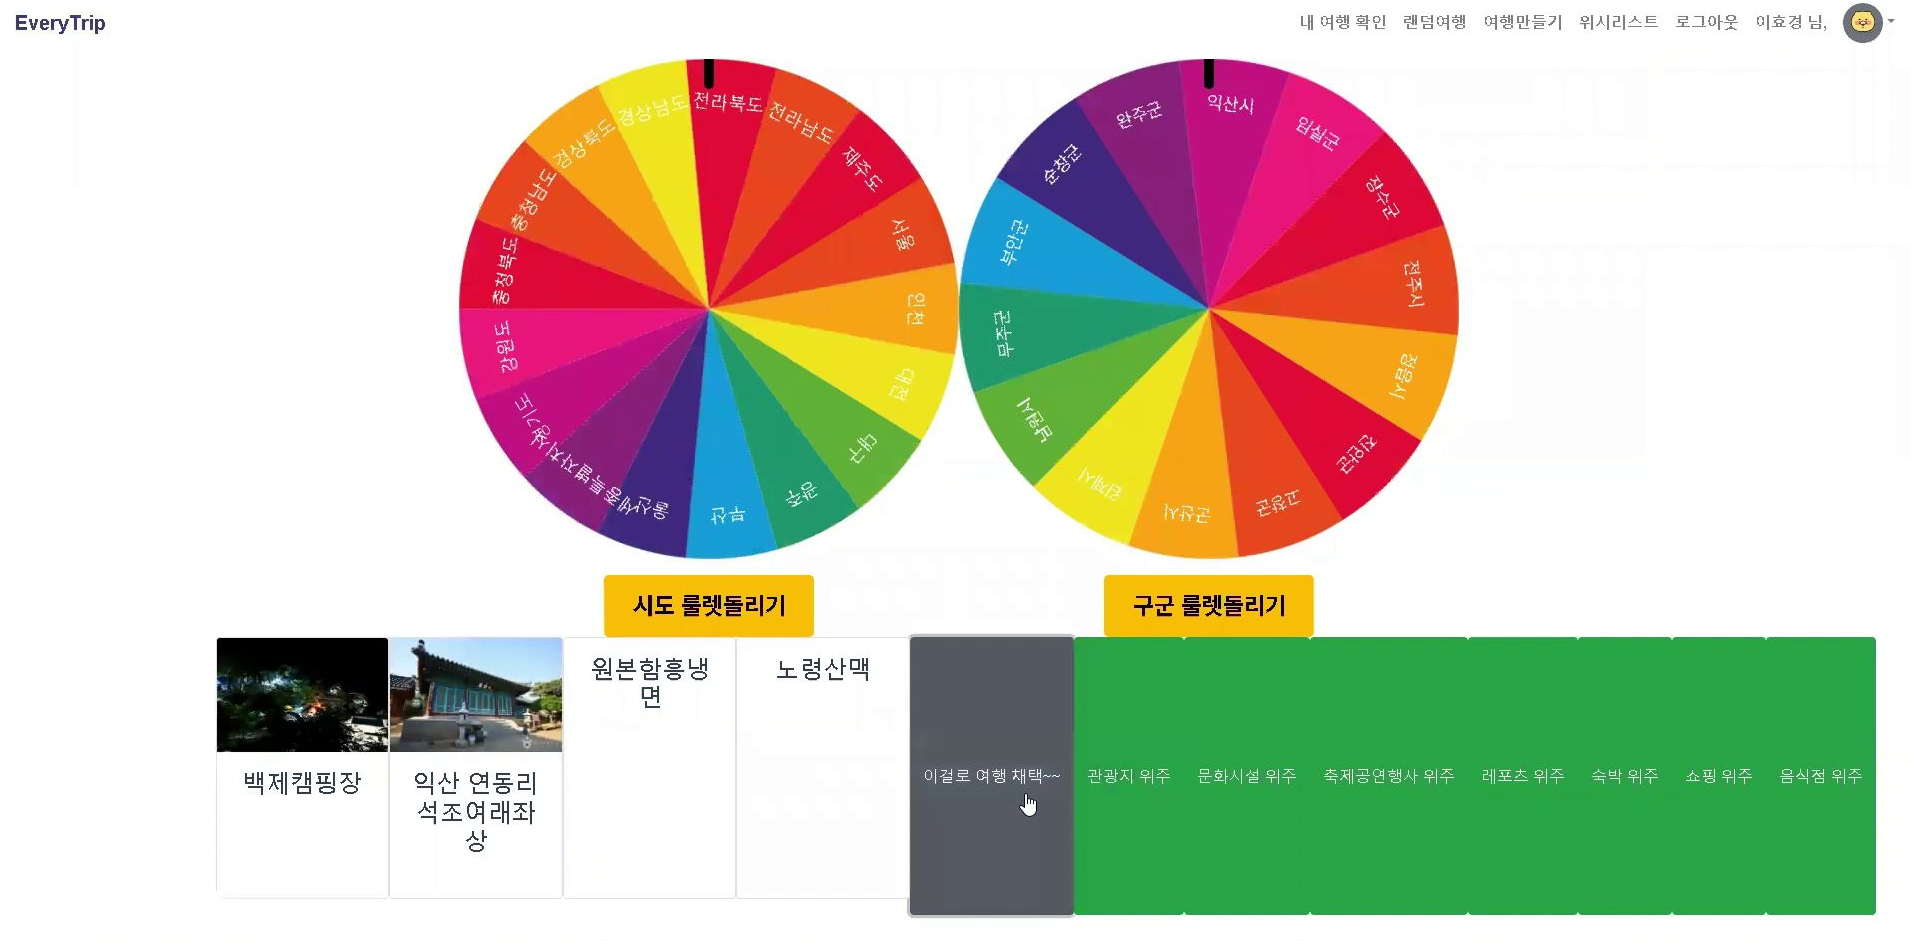 EveryTrip
내 여행 확인 랜덤여행 여행만들기 위시리스트 로그아웃 이효경 님,
전라북도
전라남도
제주도
서울
인천
대전
대구
광주
부산
울산
세종특별자치시
경기도
강원도
충청북도
충청남도
경상북도
경상남도
익산시
임실군
장수군
전주시
정읍시
진안군
고창군
군산시
김제시
남원시
무주군
부안군
순창군
완주군
시도 룰렛돌리기
구군 룰렛돌리기
백제캠핑장
익산 연동리
석조여래좌
상
원본함흥냉
면
노령산맥
이걸로 여행 채택~~
관광지 위주
문화시설 위주
축제공연행사 위주
레포츠 위주
숙박 위주
쇼핑 위주
음식점 위주